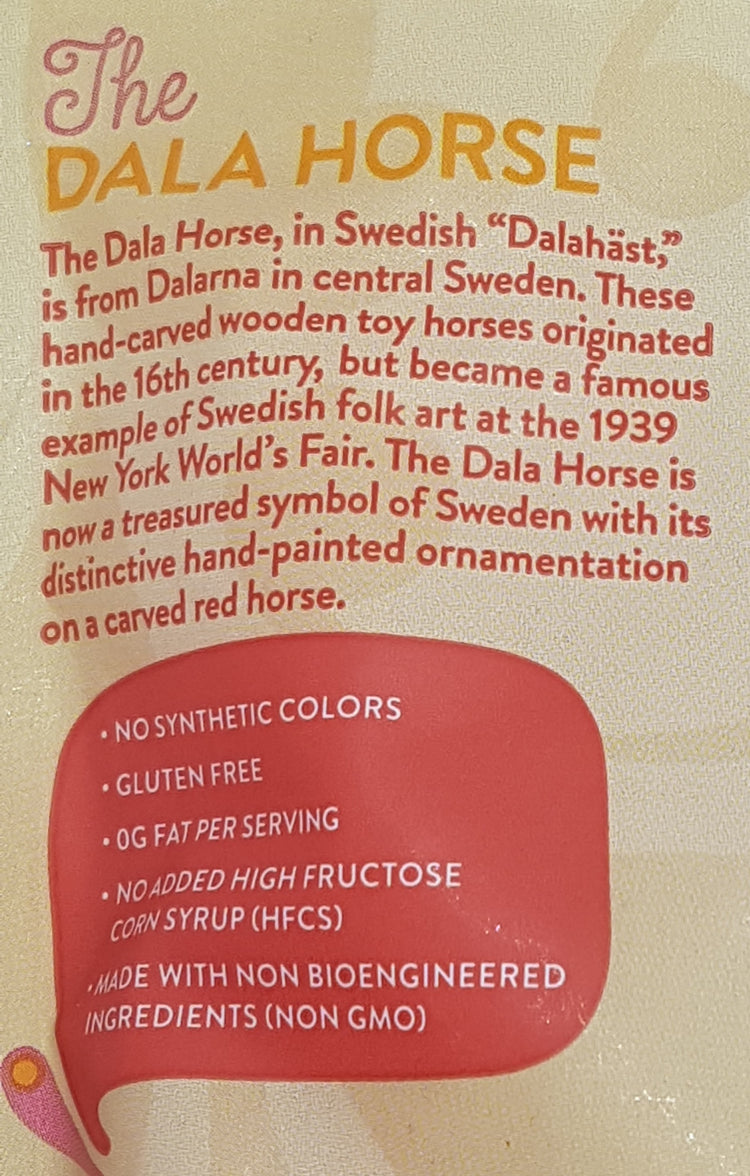 The
DALA HORSE
The Dala Horse, in Swedish “Dalahäst,”
is from Dalarna in central Sweden. These
hand-carved wooden toy horses originated
in the 16th century, but became a famous
example of Swedish folk art at the 1939
New York World’s Fair. The Dala Horse is
now a treasured symbol of Sweden with its
distinctive hand-painted ornamentation
on a carved red horse.
• NO SYNTHETIC COLORS
• GLUTEN FREE
• 0G FAT PER SERVING
• NO ADDED HIGH FRUCTOSE
CORN SYRUP (HFCS)
• MADE WITH NON BIOENGINEERED
INGREDIENTS (NON GMO)